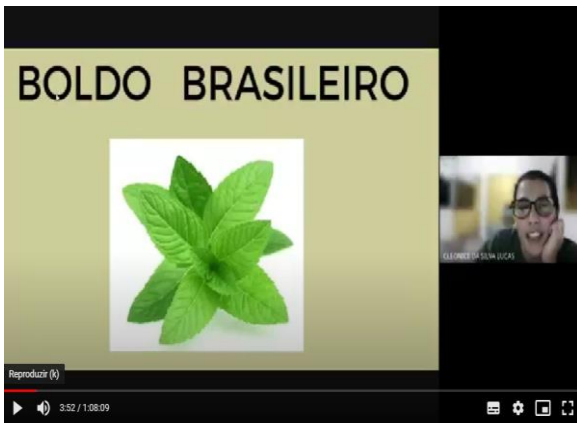 BOLDO BRASILEIRO
CLEONICE DA SILVA LUCAS
Reproduzir (k)
3:52 / 1:08:09